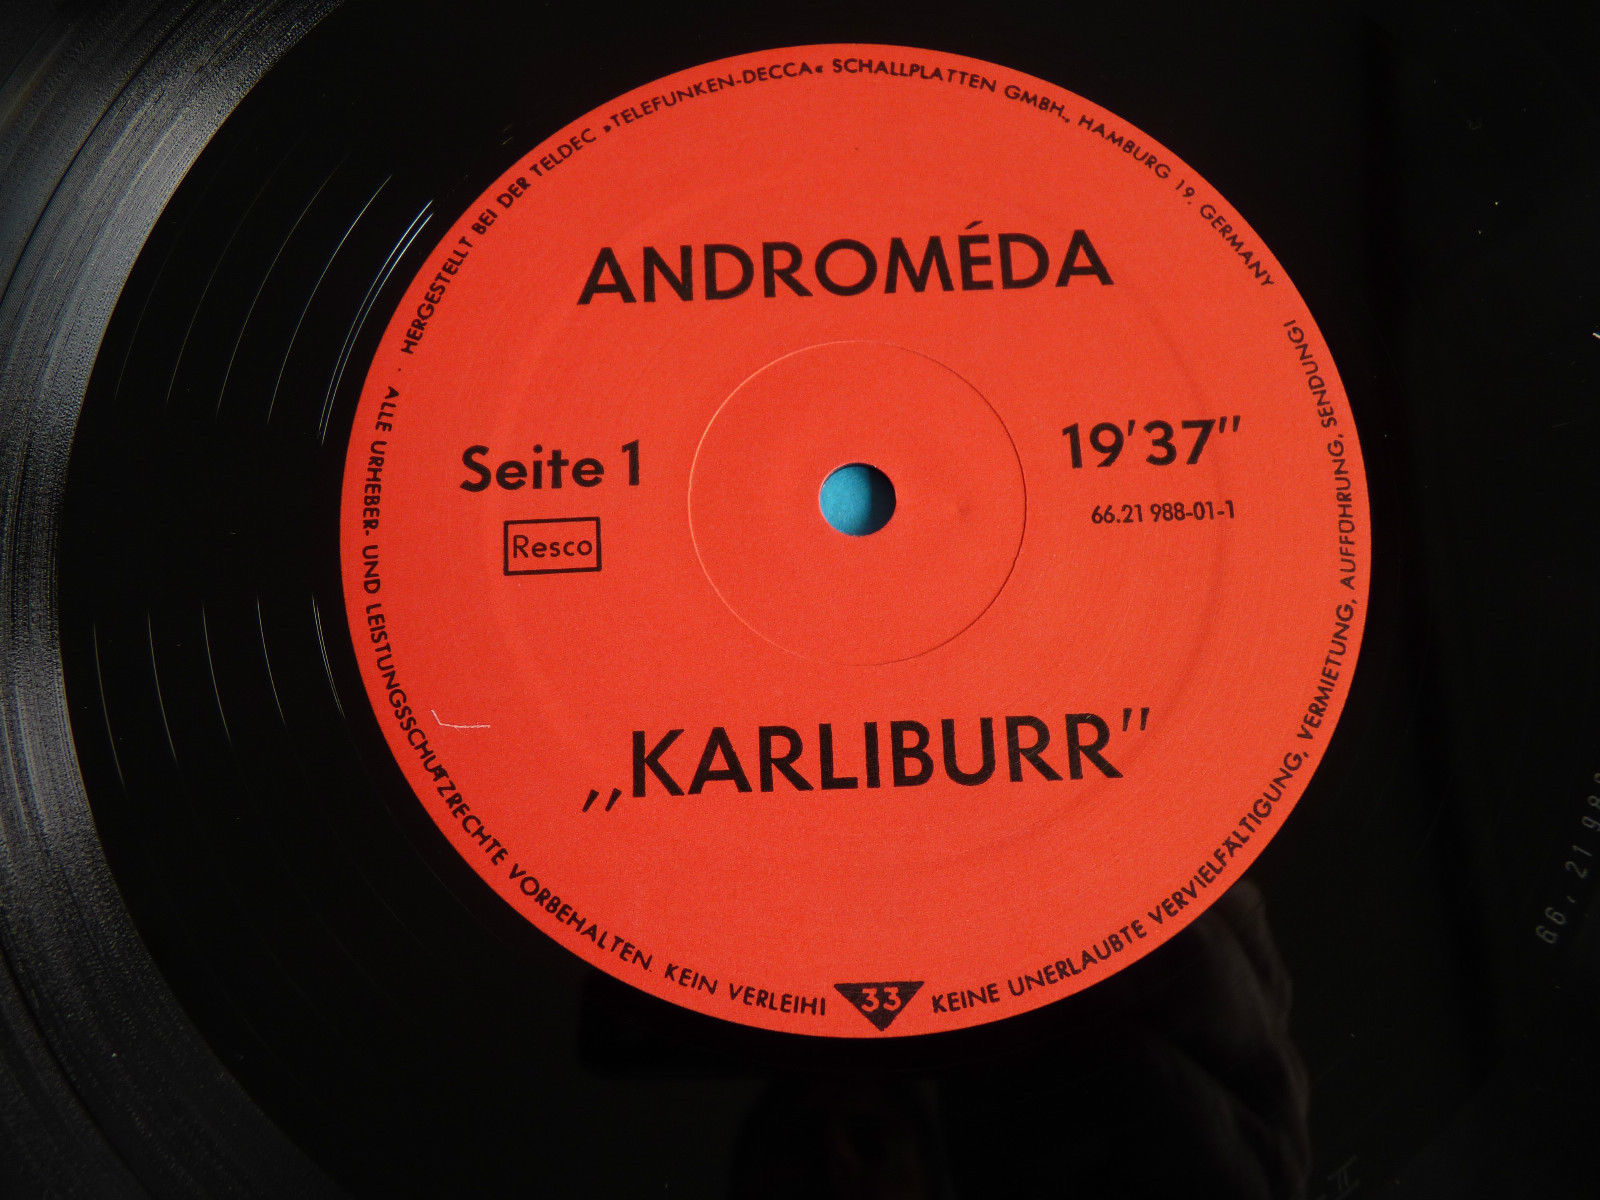 HERGESTELLT BEI DER TELDEC »TELEFUNKEN-DECCA« SCHALLPLATTEN GMBH., HAMBURG 19. GERMANY
ANDROMÉDA
Seite 1
19'37"
Resco
66.21 988-01-1
„KARLIBURR"
ALLE URHEBER- UND LEISTUNGSSCHUTZRECHTE VORBEHALTEN. KEIN VERLEIH!
33
KEINE UNERLAUBTE VERVIELFÄLTIGUNG, VERMIETUNG, AUFFÜHRUNG, SENDUNG!